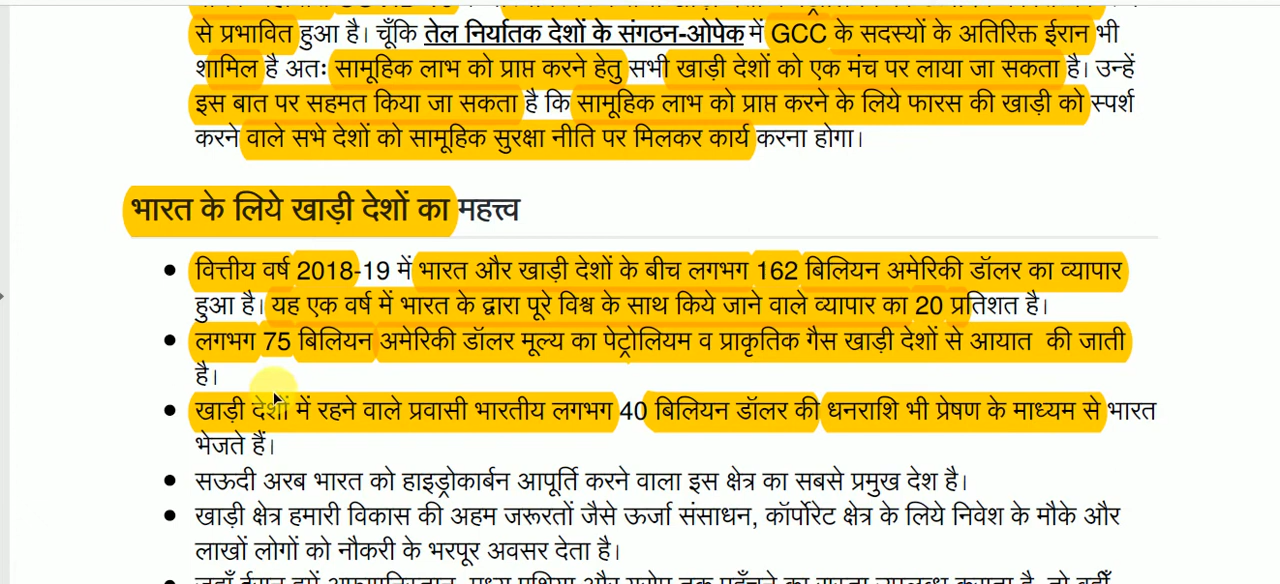 से प्रभावित हुआ है। चूँकि तेल निर्यातक देशों के संगठन-ओपेक में GCC के सदस्यों के अतिरिक्त ईरान भी
शामिल है अतः सामूहिक लाभ को प्राप्त करने हेतु सभी खाड़ी देशों को एक मंच पर लाया जा सकता है। उन्हें
इस बात पर सहमत किया जा सकता है कि सामूहिक लाभ को प्राप्त करने के लिये फारस की खाड़ी को स्पर्श
करने वाले सभे देशों को सामूहिक सुरक्षा नीति पर मिलकर कार्य करना होगा।
भारत के लिये खाड़ी देशों का महत्त्व
• वित्तीय वर्ष 2018-19 में भारत और खाड़ी देशों के बीच लगभग 162 बिलियन अमेरिकी डॉलर का व्यापार
हुआ है। यह एक वर्ष में भारत के द्वारा पूरे विश्व के साथ किये जाने वाले व्यापार का 20 प्रतिशत है।
• लगभग 75 बिलियन अमेरिकी डॉलर मूल्य का पेट्रोलियम व प्राकृतिक गैस खाड़ी देशों से आयात की जाती
है।
• खाड़ी देशों में रहने वाले प्रवासी भारतीय लगभग 40 बिलियन डॉलर की धनराशि भी प्रेषण के माध्यम से भारत
भेजते हैं।
• सऊदी अरब भारत को हाइड्रोकार्बन आपूर्ति करने वाला इस क्षेत्र का सबसे प्रमुख देश है।
• खाड़ी क्षेत्र हमारी विकास की अहम जरूरतों जैसे ऊर्जा संसाधन, कॉर्पोरेट क्षेत्र के लिये निवेश के मौके और
लाखों लोगों को नौकरी के भरपूर अवसर देता है।